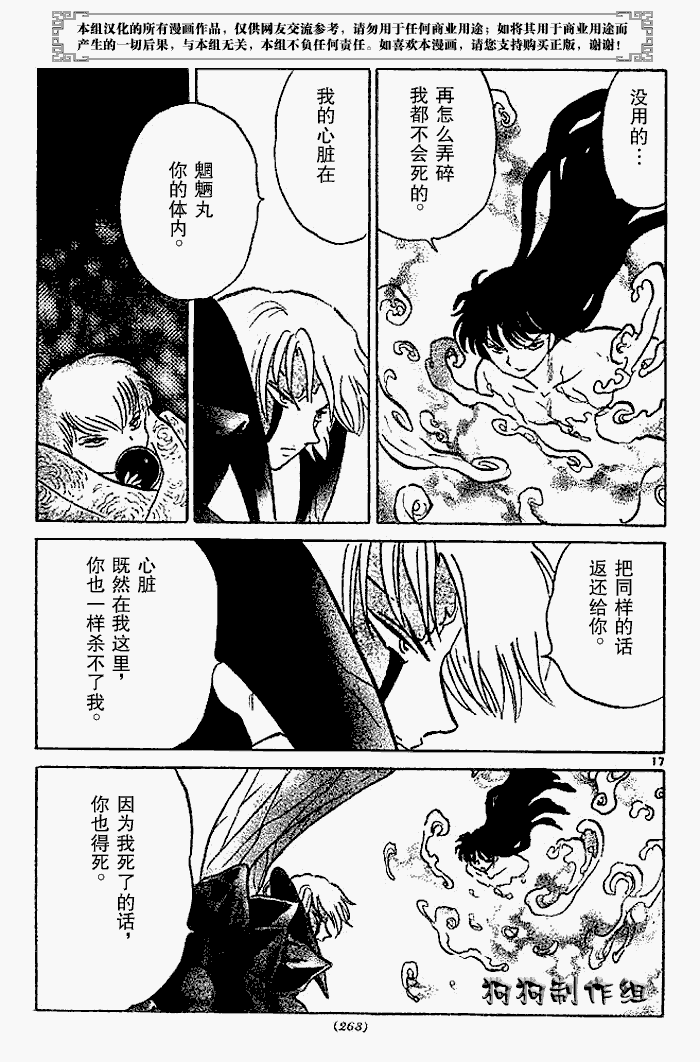 本组汉化的所有漫画作品，仅供网友交流参考，请勿用于任何商业用途；如将其用于商业用途而
产生的一切后果，与本组无关，本组不负任何责任。如喜欢本漫画，请您支持购买正版，谢谢！
没用的…
再怎么弄碎
我都不会死的。
我的心脏在
魍魉丸
你的体内。
把同样的话
返还给你。
心脏
既然在我这里，
你也一样杀不了我。
17
因为我死了的话，
你也得死。
狗狗制作组
(263)